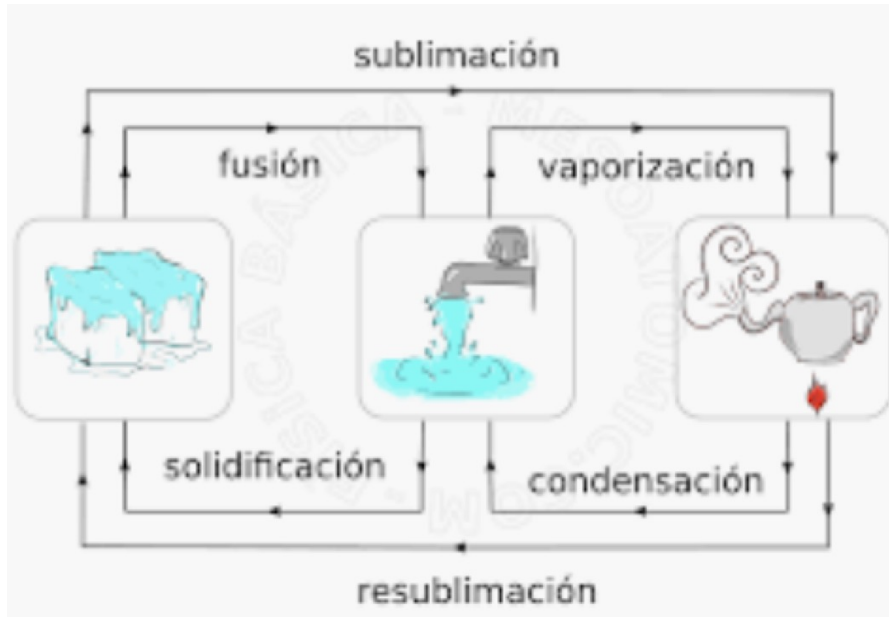 sublimación
fusión
vaporización
solidificación
condensación
resublimación